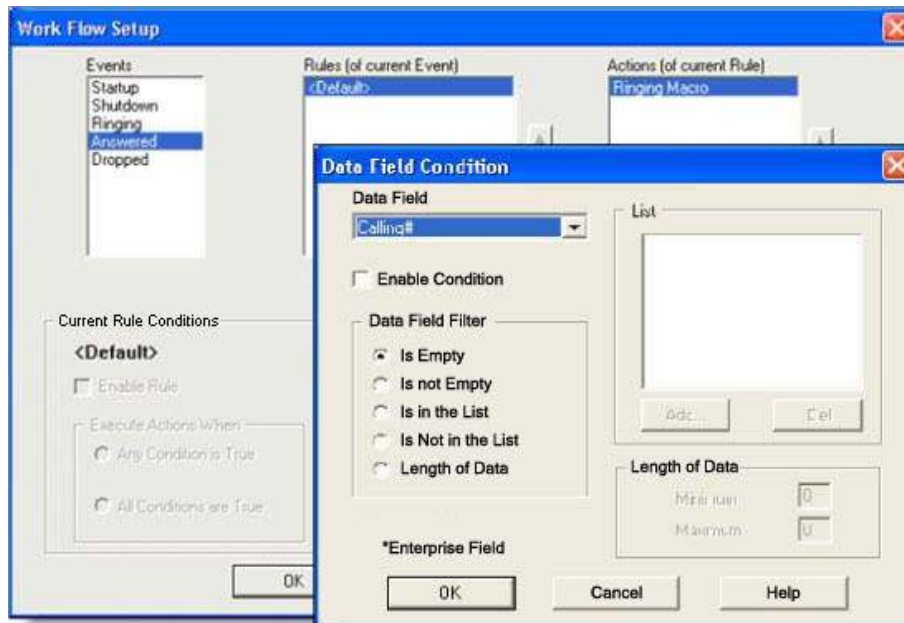 Work Flow Setup
Events
Startup
Shutdown
Ringing
Answered
Dropped
Rules (of current Event)
<Default>
Actions (of current Rule)
Ringing Macro
Current Rule Conditions
<Default>
Enable Rule
Execute Actions When
Any Condition is True
All Conditions are True
OK
Data Field Condition
Data Field
Calling#
Enable Condition
Data Field Filter
Is Empty
Is not Empty
Is in the List
Is Not in the List
Length of Data
*Enterprise Field
List
Add...
Del
Length of Data
Minimum
0
Maximum
0
OK
Cancel
Help